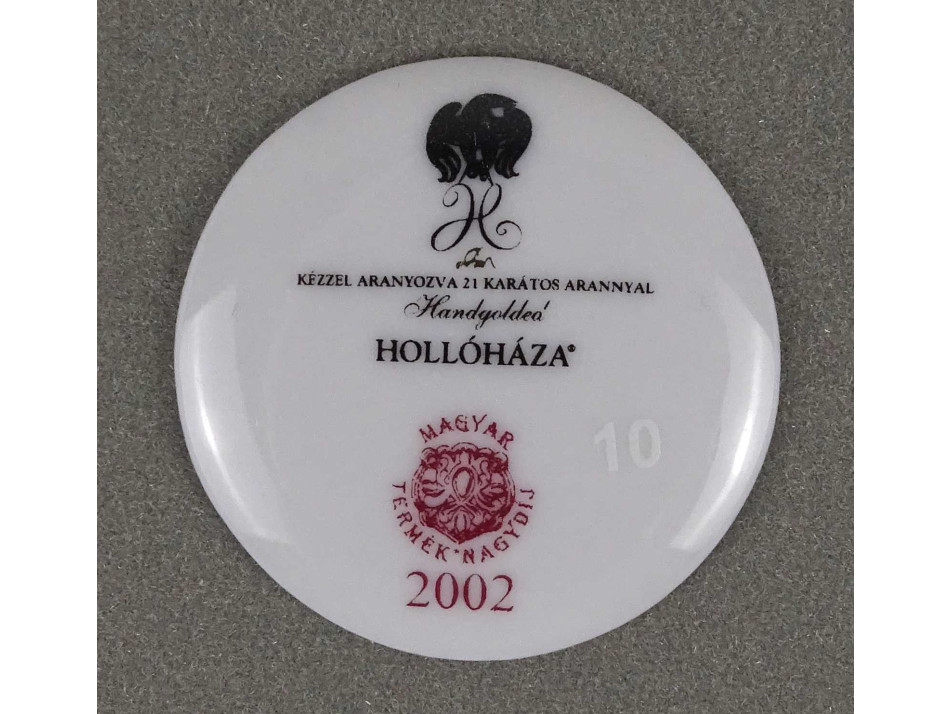 H
KÉZZEL ARANYOZVA 21 KARÁTOS ARANNYAL
Handgolded
HOLLÓHÁZA®
10
MAGYAR
TERMÉK * NAGYDÍJ
2002